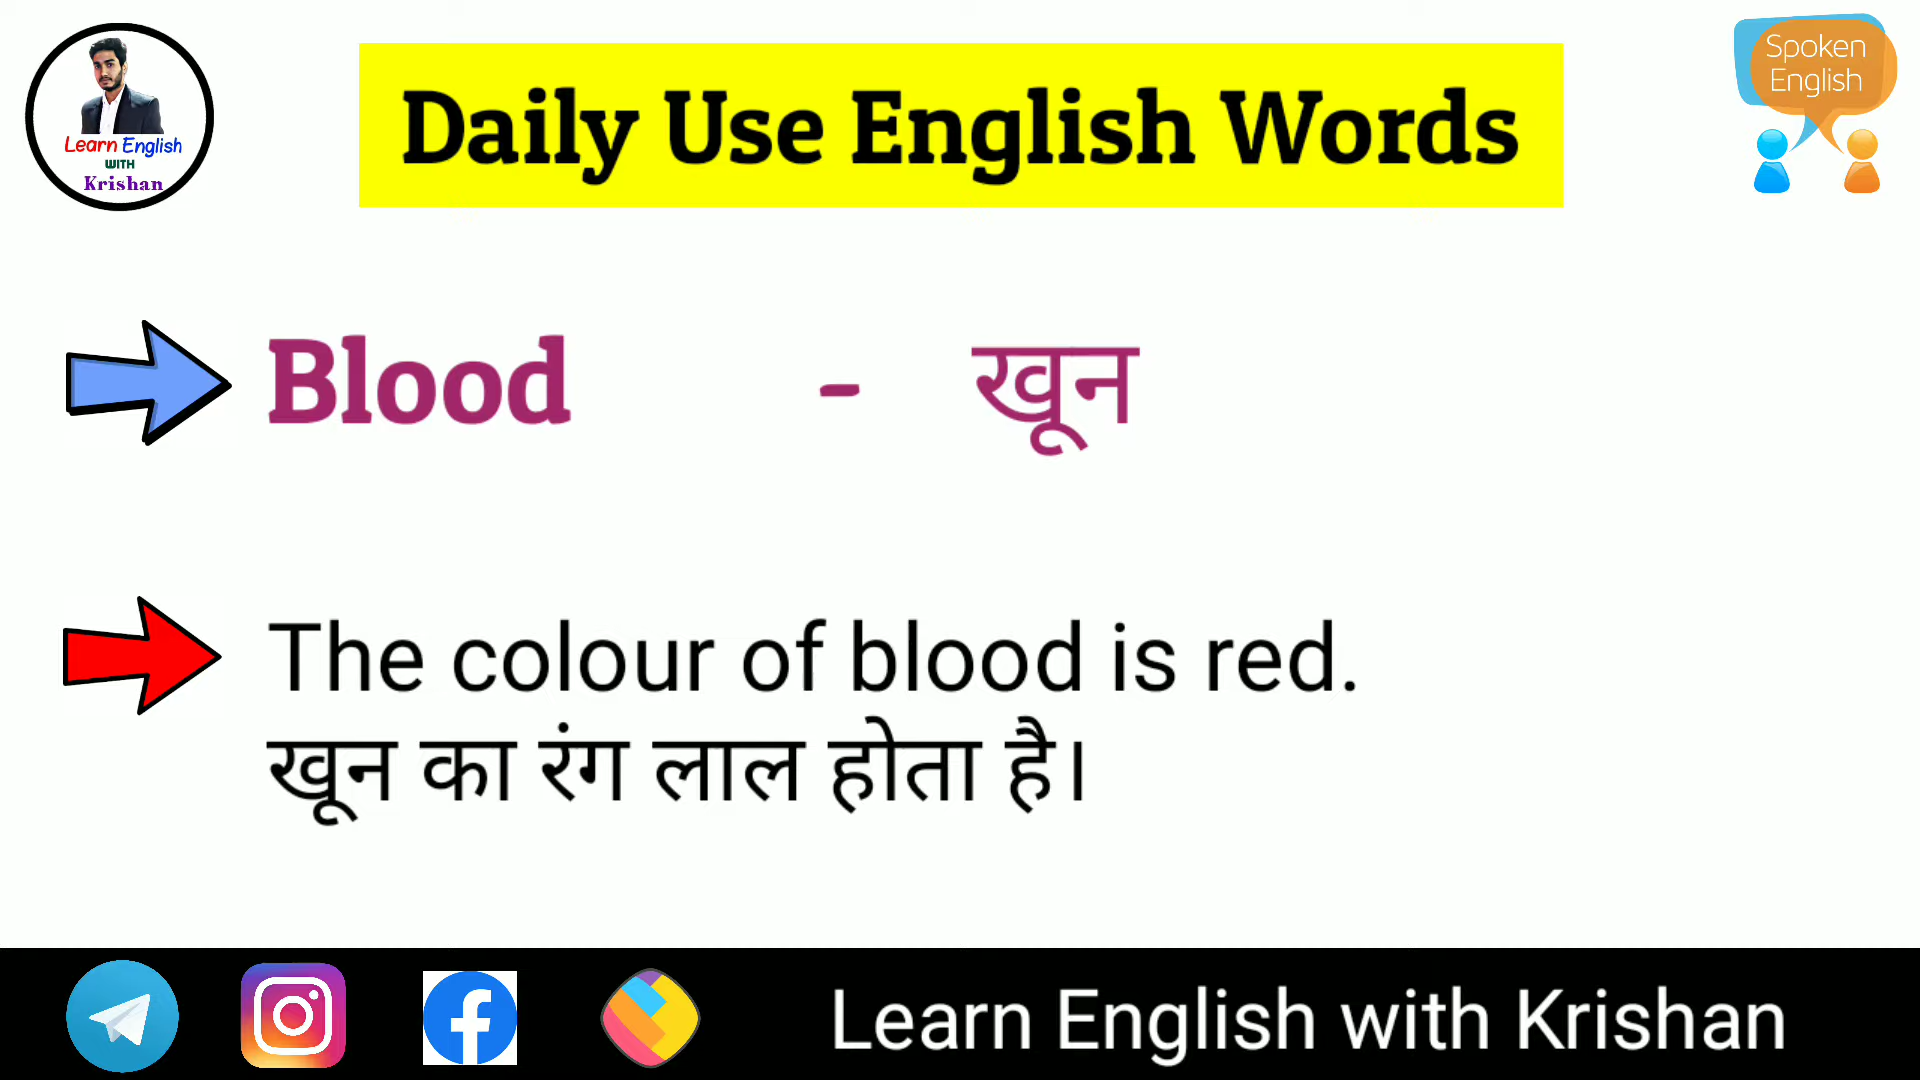 Learn English
WITH
Krishan
Daily Use English Words
Spoken
English
Blood - खून
The colour of blood is red.
खून का रंग लाल होता है।
Learn English with Krishan